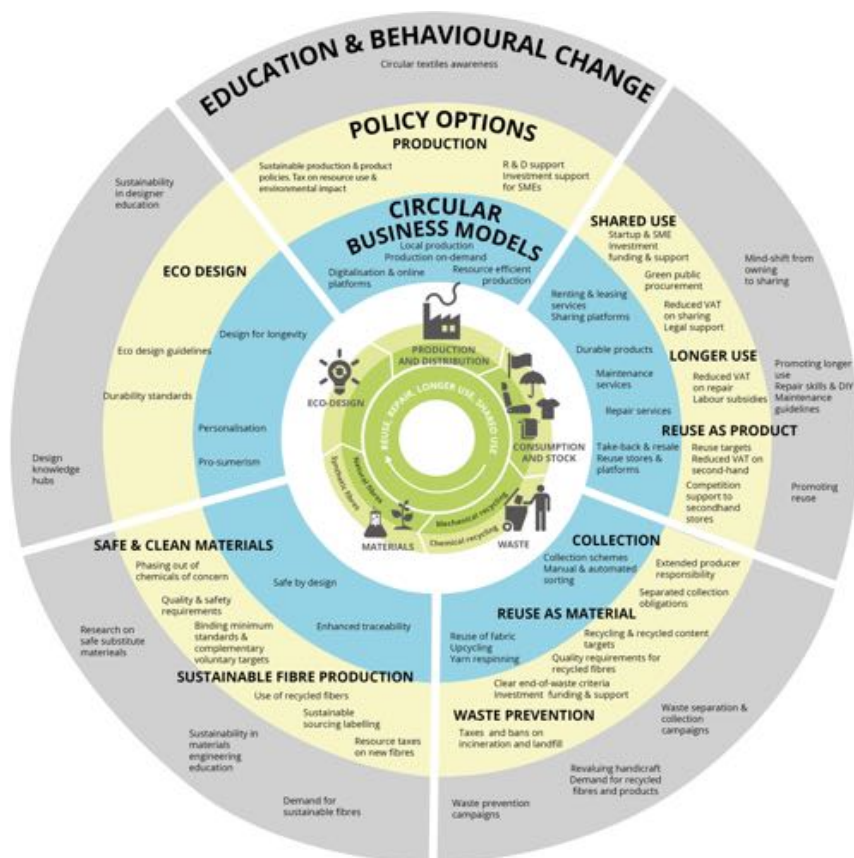 EDUCATION & BEHAVIOURAL CHANGE
Circular textiles awareness
POLICY OPTIONS
PRODUCTION
Sustainable production & product
policies. Tax on resource use &
environmental impact
R & D support
Investment support
for SMEs
CIRCULAR
BUSINESS MODELS
Local production
Production on-demand
Digitalisation & online
platforms
Resource efficient
production
Sustainability
in designer
education
ECO DESIGN
Design for longevity
Eco design guidelines
Durability standards
Personalisation
Pro-sumerism
Design
knowledge
hubs
SHARED USE
Startup & SME
Investment
funding & support
Green public
procurement
Reduced VAT
on sharing
Legal support
Mind-shift from
owning
to sharing
Renting & leasing
services
Sharing platforms
Durable products
Maintenance
services
Repair services
LONGER USE
Reduced VAT
on repair
Labour subsidies
Promoting longer
use
Repair skills & DIY
Maintenance
guidelines
REUSE AS PRODUCT
Take-back & resale
Reuse stores &
platforms
Reuse targets
Reduced VAT on
second-hand
Competition
support to
secondhand
stores
Promoting
reuse
PRODUCTION
AND DISTRIBUTION
ECO-DESIGN
REUSE, REPAIR, LONGER USE, SHARED USE
CONSUMPTION
AND STOCK
Natural fibres
Synthetic fibres
Mechanical recycling
Chemical recycling
MATERIALS
WASTE
SAFE & CLEAN MATERIALS
Phasing out of
chemicals of concern
Quality & safety
requirements
Binding minimum
standards &
complementary
voluntary targets
Safe by design
Enhanced traceability
Research on
safe substitute
materieals
SUSTAINABLE FIBRE PRODUCTION
Use of recycled fibers
Sustainable
sourcing labelling
Resource taxes
on new fibres
Sustainability in
materials
engineering
education
Demand for
sustainable fibres
COLLECTION
Collection schemes
Manual & automated
sorting
Extended producer
responsibility
Separated collection
obligations
REUSE AS MATERIAL
Reuse of fabric
Upcycling
Yarn respinning
Recycling & recycled content
targets
Quality requirements for
recycled fibres
Clear end-of-waste criteria
Investment funding & support
WASTE PREVENTION
Taxes and bans on
incineration and landfill
Waste separation &
collection
campaigns
Revaluing handicraft
Demand for recycled
fibres and products
Waste prevention
campaigns